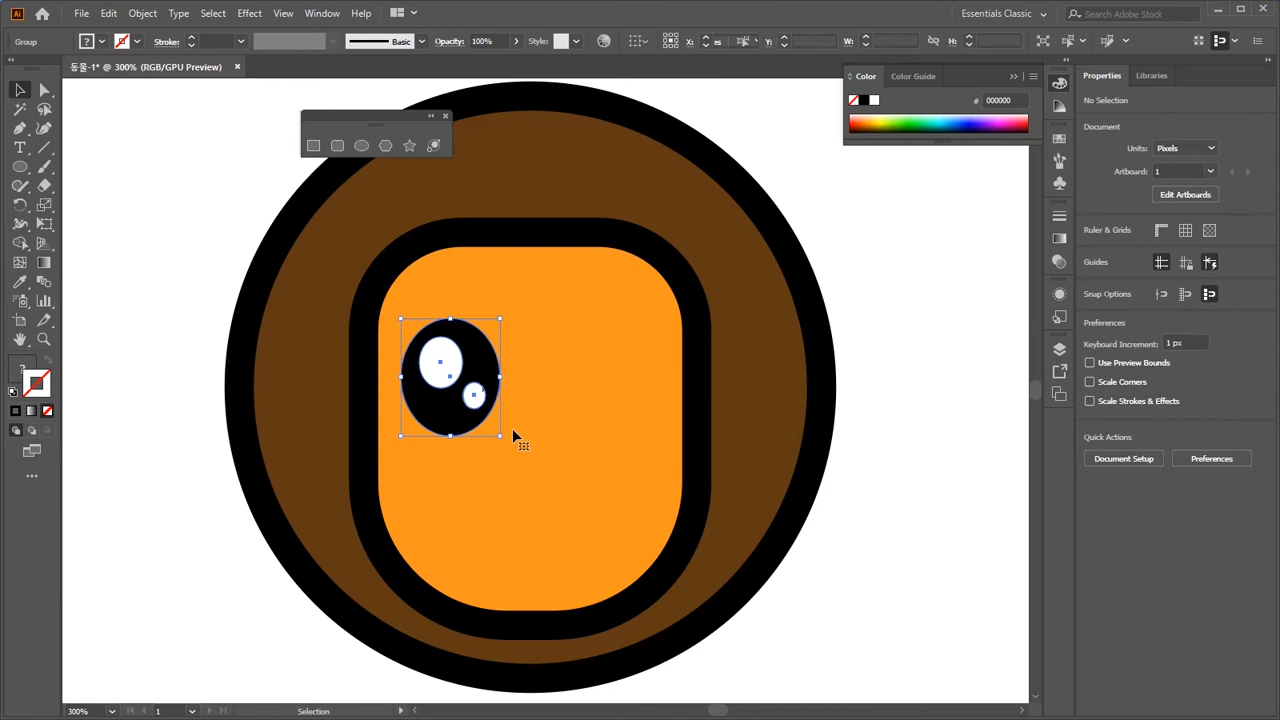 Ai File Edit Object Type Select Effect View Window Help Essentials Classic Search Adobe Stock
Group Stroke: Basic Opacity: 100% Style: X: Y: W: H:
동물-1* @ 300% (RGB/GPU Preview) ×
Color Color Guide
# 000000
Properties Libraries
No Selection
Document
Units: Pixels
Artboard: 1
Edit Artboards
Ruler & Grids
Guides
Snap Options
Preferences
Keyboard Increment: 1 px
Use Preview Bounds
Scale Corners
Scale Strokes & Effects
Quick Actions
Document Setup Preferences
?
300% 1 Selection